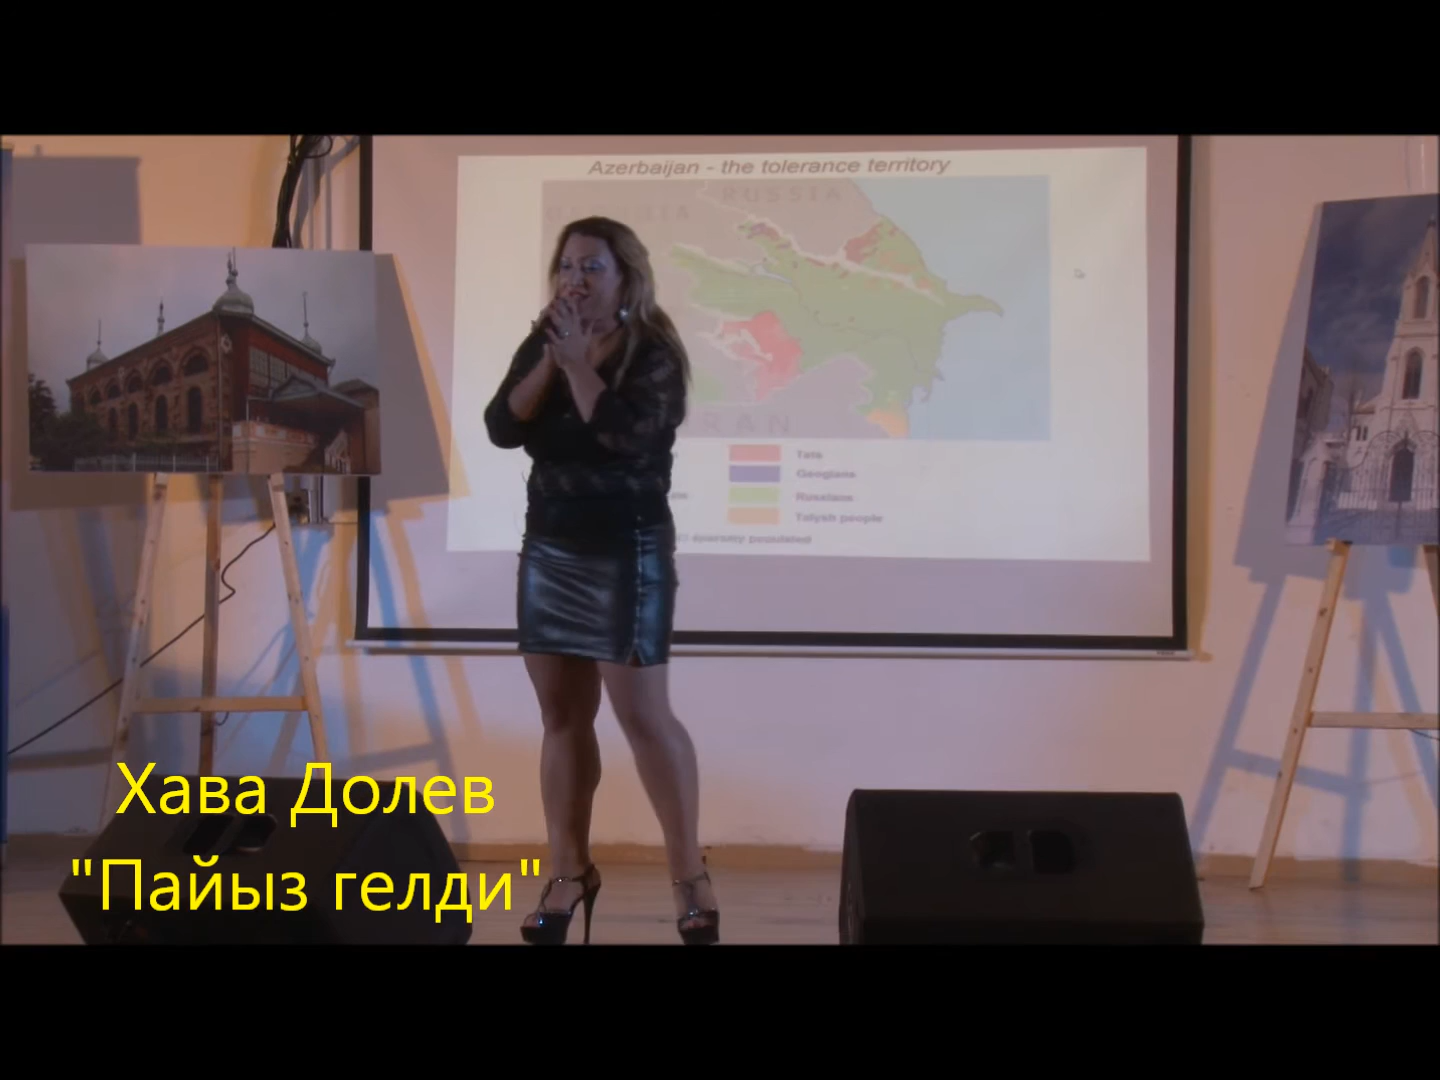 Azerbaijan - the tolerance territory
RUSSIA
IRAN
Tats
Georgians
Russians
Talysh people
Хава Долев
"Пайыз гелди"